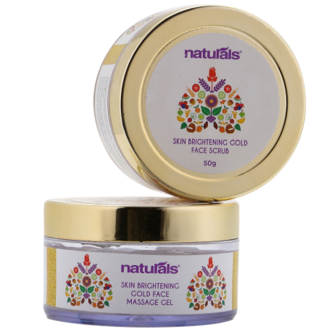 naturals
SKIN BRIGHTENING GOLD
FACE SCRUB
50g
naturals
SKIN BRIGHTENING
GOLD FACE
MASSAGE GEL